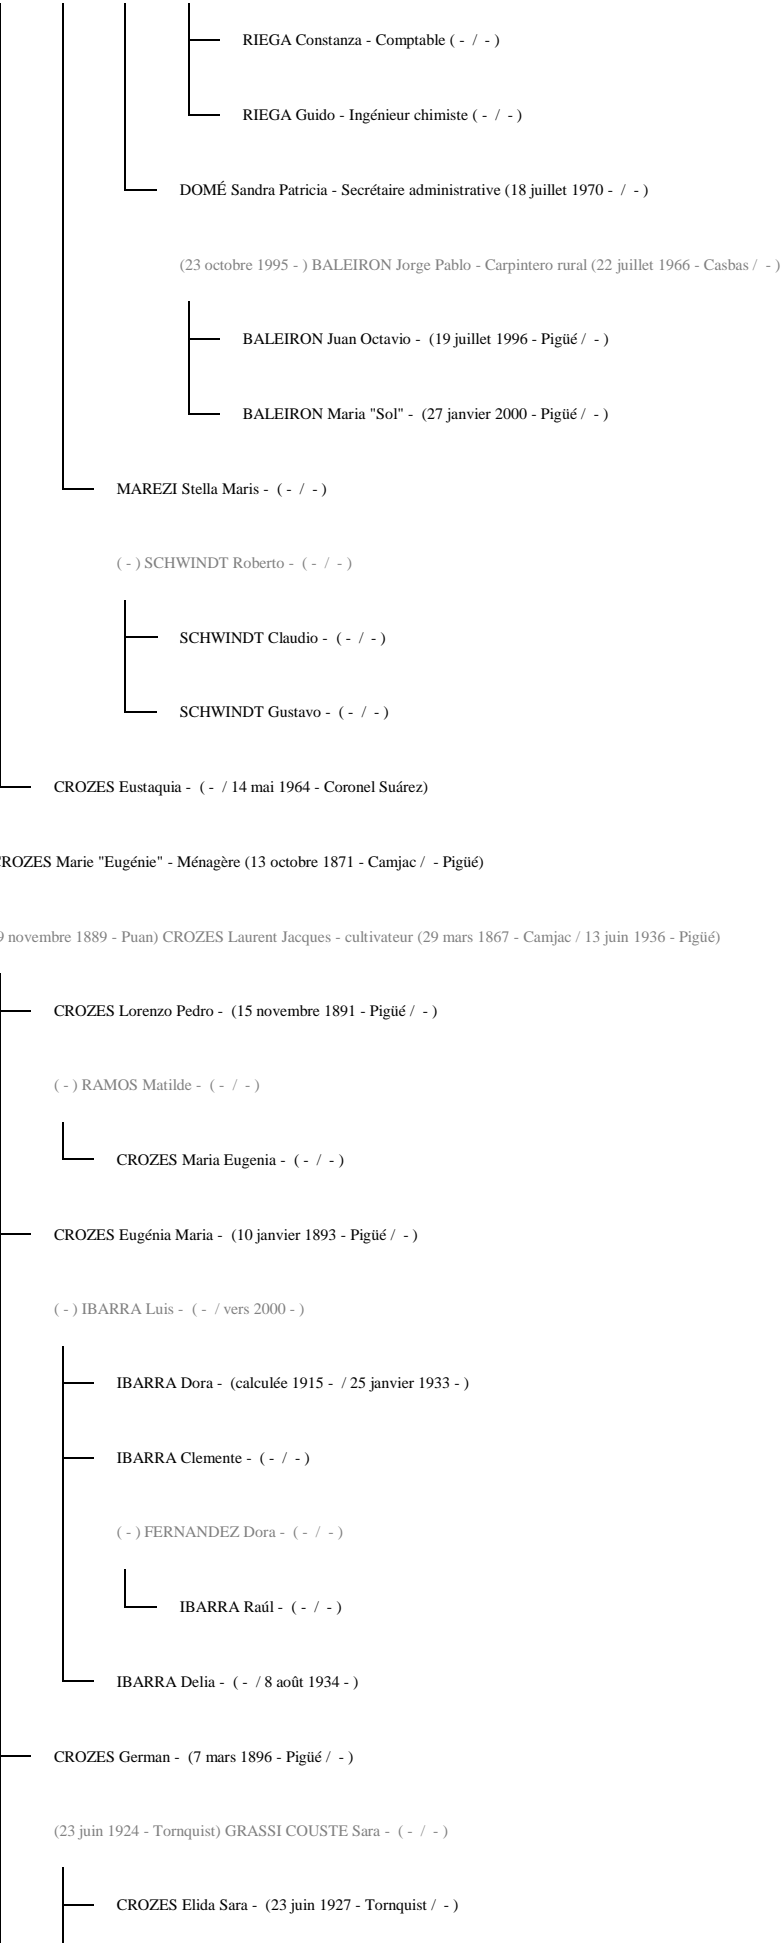 RIEGA Constanza - Comptable ( - / - )
RIEGA Guido - Ingénieur chimiste ( - / - )
DOMÉ Sandra Patricia - Secrétaire administrative (18 juillet 1970 - / - )
(23 octobre 1995 - ) BALEIRON Jorge Pablo - Carpintero rural (22 juillet 1966 - Casbas / - )
BALEIRON Juan Octavio - (19 juillet 1996 - Pigüé / - )
BALEIRON Maria "Sol" - (27 janvier 2000 - Pigüé / - )
MAREZI Stella Maris - ( - / - )
( - ) SCHWINDT Roberto - ( - / - )
SCHWINDT Claudio - ( - / - )
SCHWINDT Gustavo - ( - / - )
CROZES Eustaquia - ( - / 14 mai 1964 - Coronel Suárez)
ROZES Marie "Eugénie" - Ménagère (13 octobre 1871 - Camjac / - Pigüé)
9 novembre 1889 - Puan) CROZES Laurent Jacques - cultivateur (29 mars 1867 - Camjac / 13 juin 1936 - Pigüé)
CROZES Lorenzo Pedro - (15 novembre 1891 - Pigüé / - )
( - ) RAMOS Matilde - ( - / - )
CROZES Maria Eugenia - ( - / - )
CROZES Eugénia Maria - (10 janvier 1893 - Pigüé / - )
( - ) IBARRA Luis - ( - / vers 2000 - )
IBARRA Dora - (calculée 1915 - / 25 janvier 1933 - )
IBARRA Clemente - ( - / - )
( - ) FERNANDEZ Dora - ( - / - )
IBARRA Raúl - ( - / - )
IBARRA Delia - ( - / 8 août 1934 - )
CROZES German - (7 mars 1896 - Pigüé / - )
(23 juin 1924 - Tornquist) GRASSI COUSTE Sara - ( - / - )
CROZES Elida Sara - (23 juin 1927 - Tornquist / - )